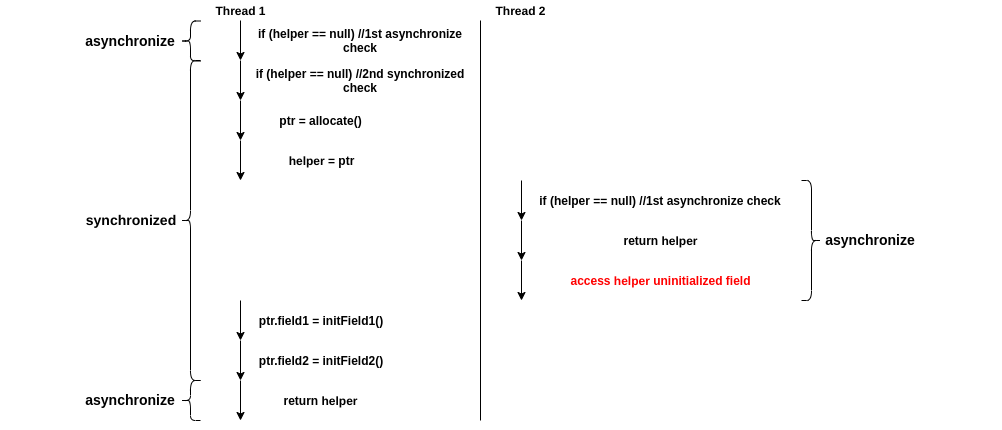 Thread 1
Thread 2
asynchronize
if (helper == null) //1st asynchronize
check
if (helper == null) //2nd synchronized
check
ptr = allocate()
helper = ptr
synchronized
if (helper == null) //1st asynchronize check
return helper
asynchronize
access helper uninitialized field
ptr.field1 = initField1()
ptr.field2 = initField2()
asynchronize
return helper